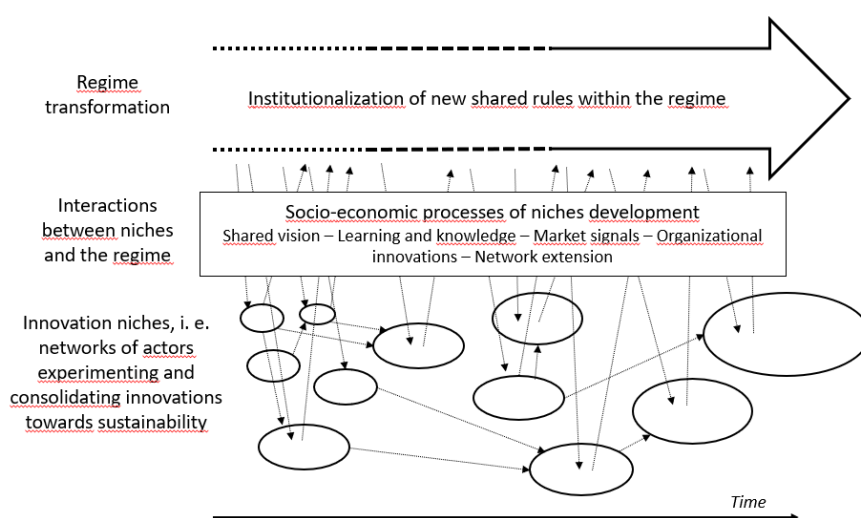 Regime
transformation
Institutionalization of new shared rules within the regime
Interactions
between niches
and the regime
Socio-economic processes of niches development
Shared vision – Learning and knowledge – Market signals – Organizational
innovations – Network extension
Innovation niches, i. e.
networks of actors
experimenting and
consolidating innovations
towards sustainability
Time